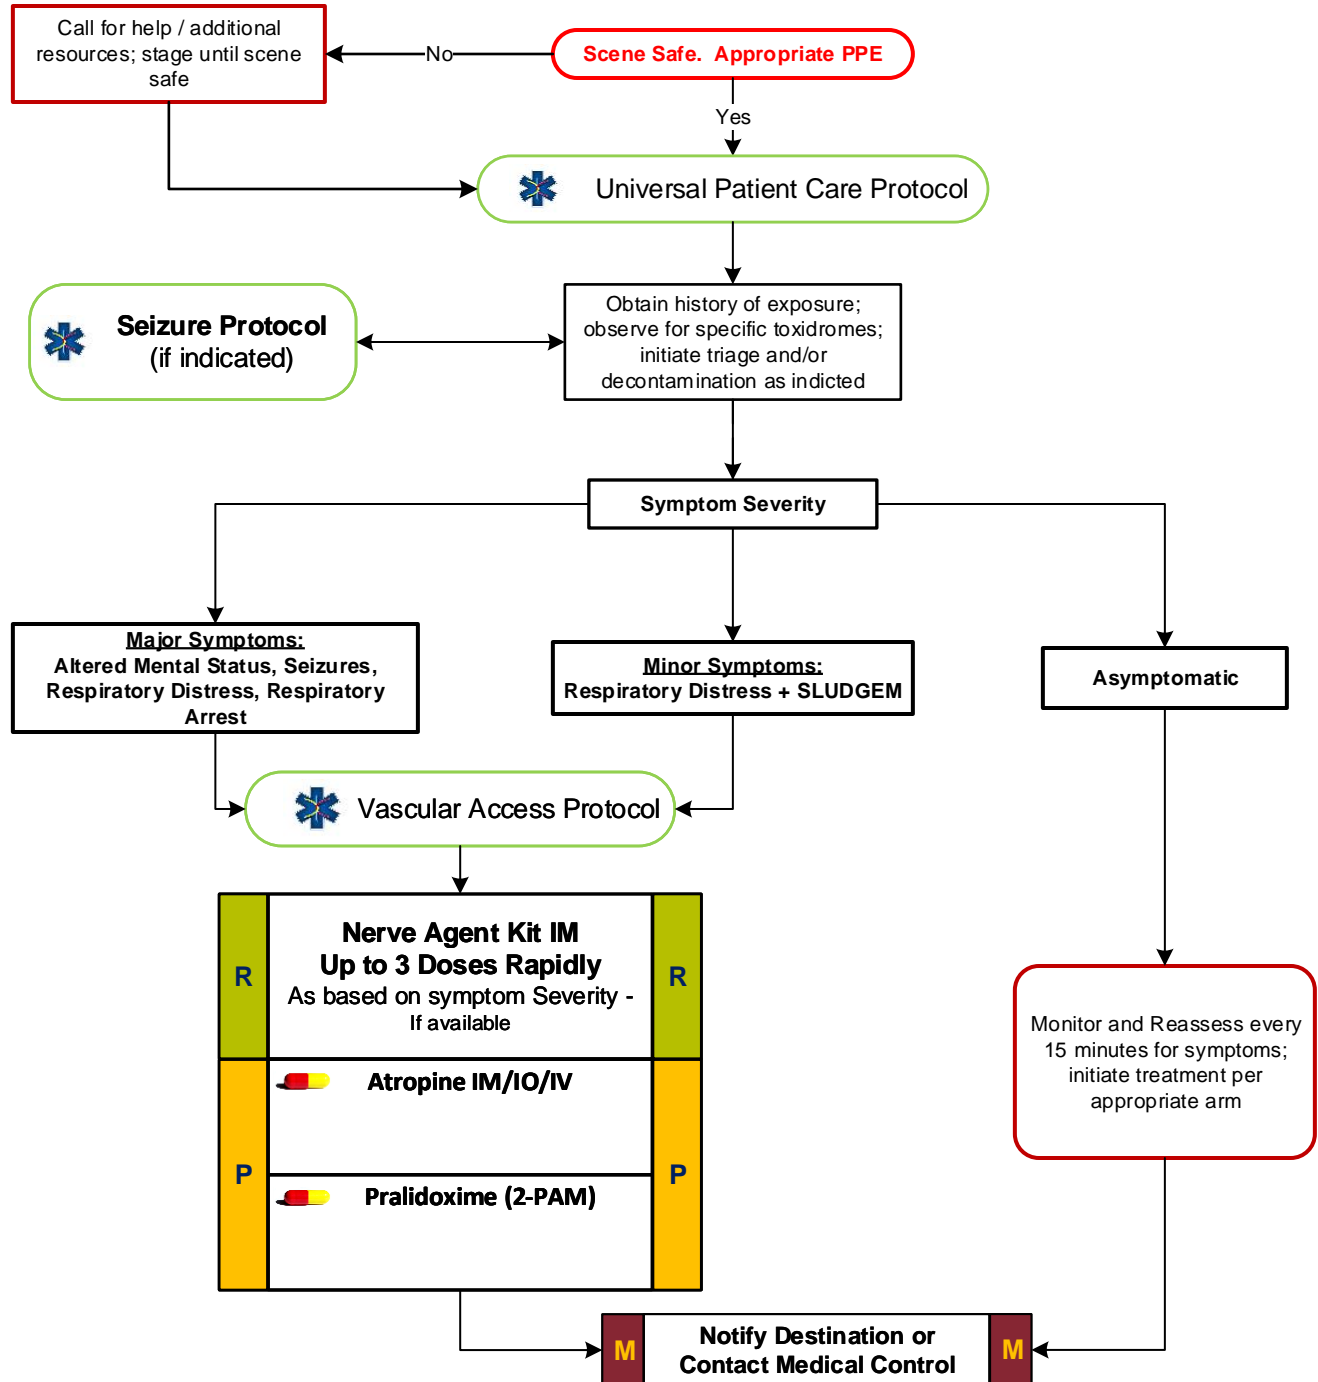 Call for help / additional
resources; stage until scene
safe
No
Scene Safe.  Appropriate PPE
Yes
Universal Patient Care Protocol
Seizure Protocol
(if indicated)
Obtain history of exposure;
observe for specific toxidromes;
initiate triage and/or
decontamination as indicted
Symptom Severity
Major Symptoms:
Altered Mental Status, Seizures,
Respiratory Distress, Respiratory
Arrest
Minor Symptoms:
Respiratory Distress + SLUDGEM
Asymptomatic
Vascular Access Protocol
R
Nerve Agent Kit IM
Up to 3 Doses Rapidly
As based on symptom Severity -
If available
R
P
Atropine IM/IO/IV
Pralidoxime (2-PAM)
P
Monitor and Reassess every
15 minutes for symptoms;
initiate treatment per
appropriate arm
M
Notify Destination or
Contact Medical Control
M